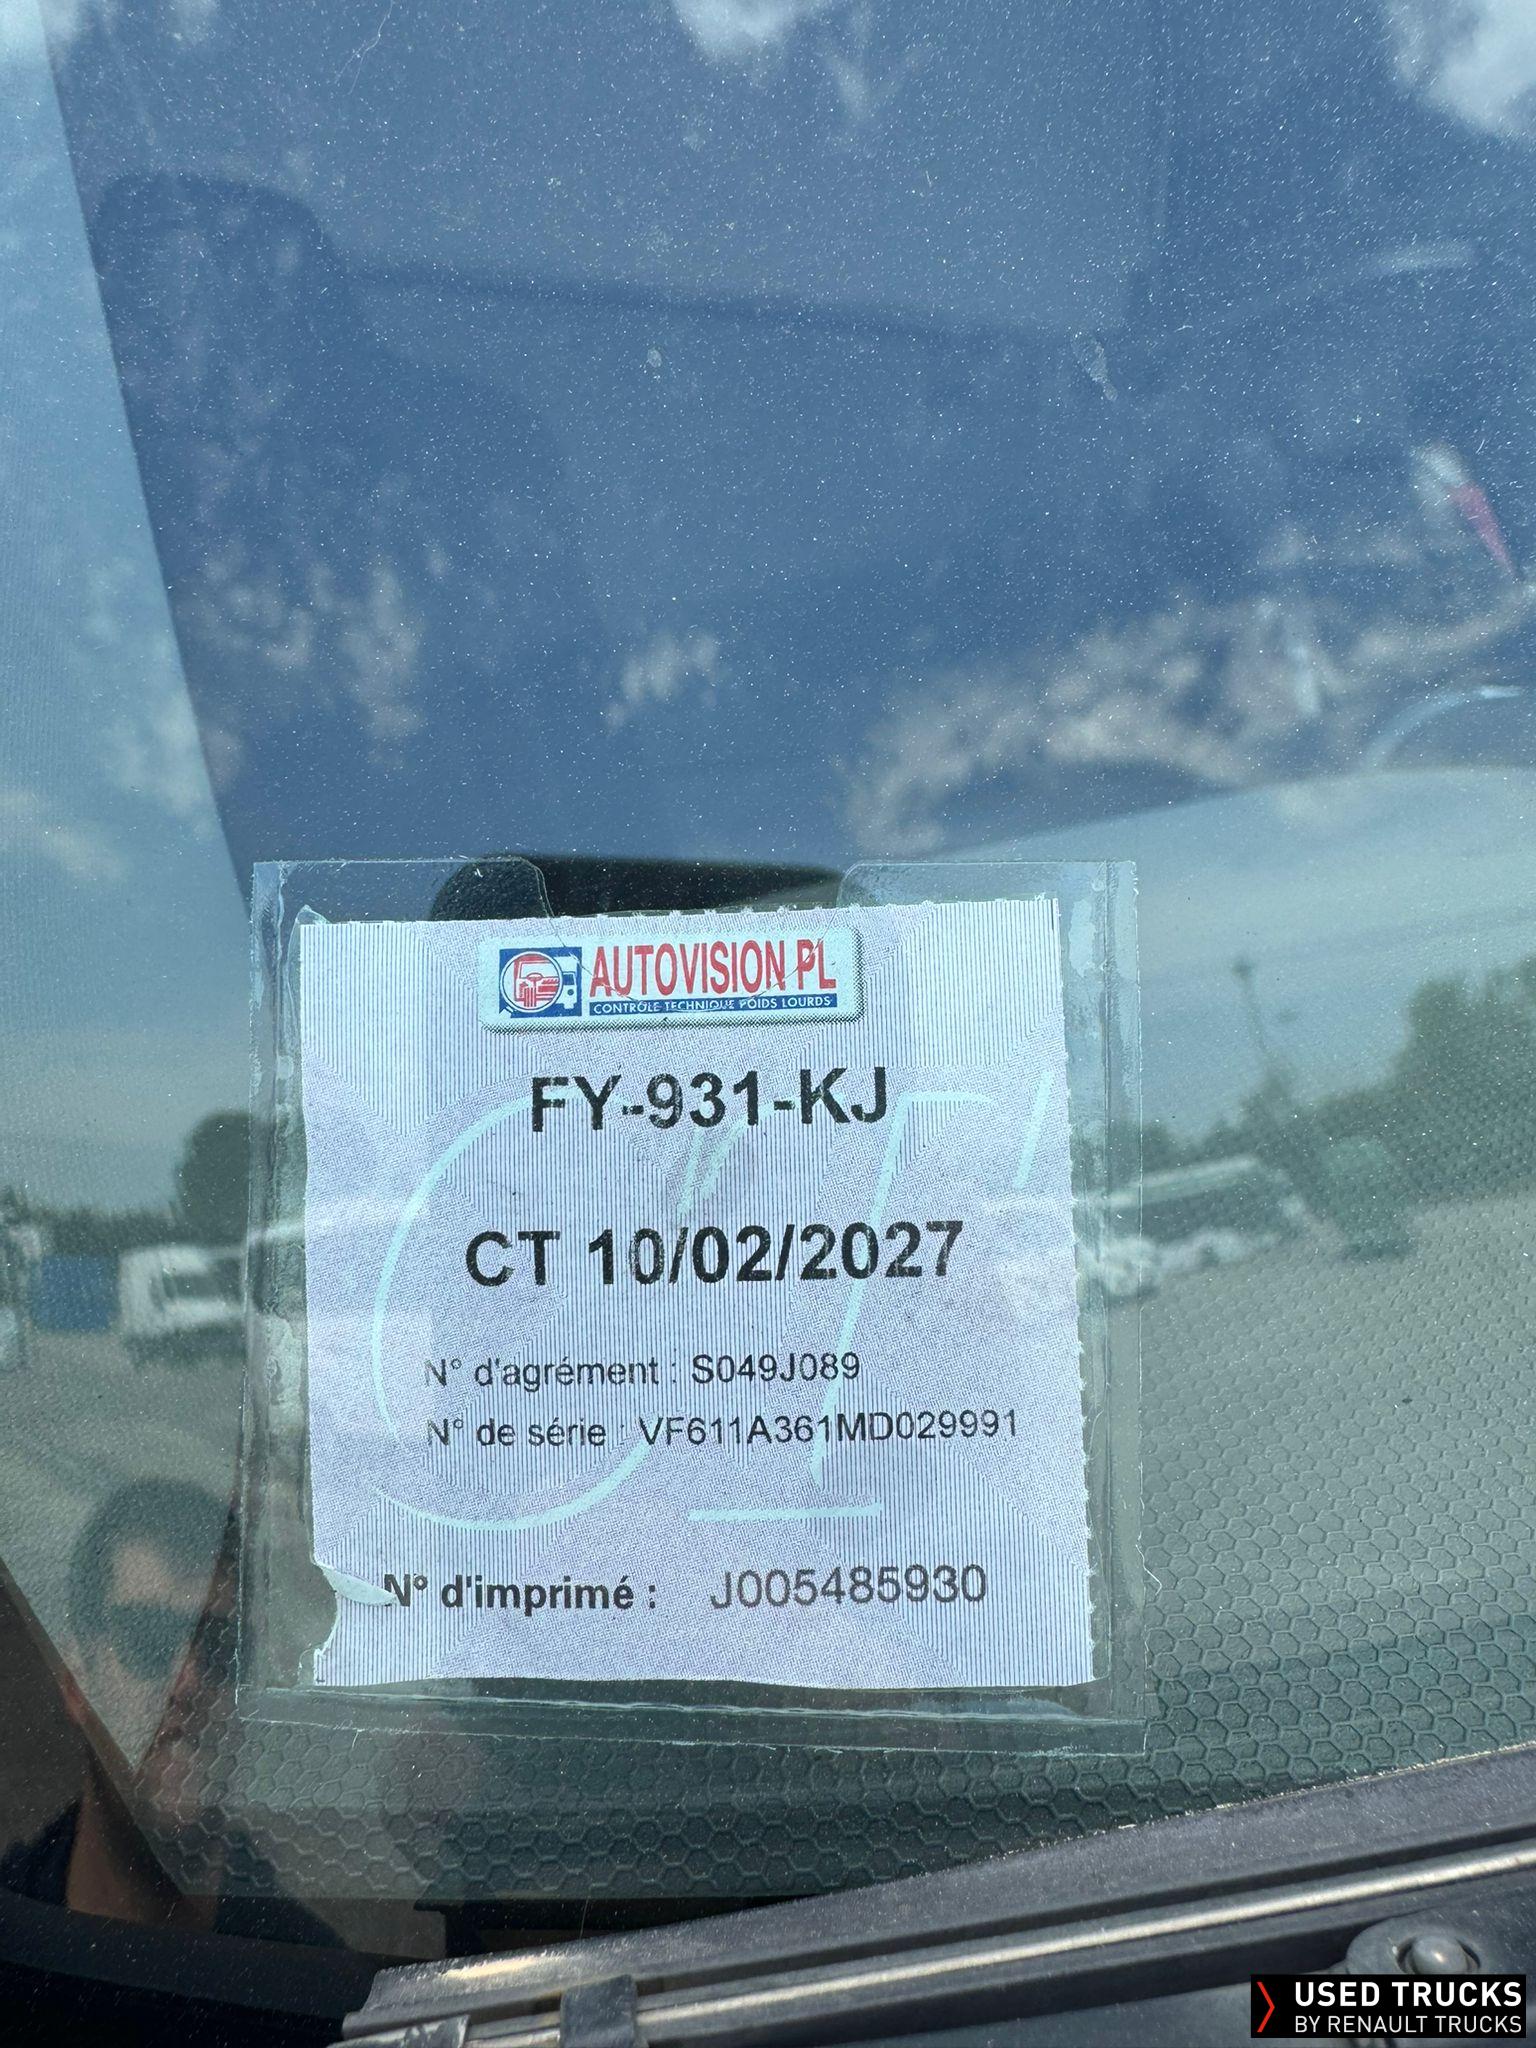 AUTOVISION PL
CONTRÔLE TECHNIQUE POIDS LOURDS
FY-931-KJ
CT 10/02/2027
N° d'agrément : S049J089
N° de série : VF611A361MD029991
N° d'imprimé : J005485930
USED TRUCKS
BY RENAULT TRUCKS